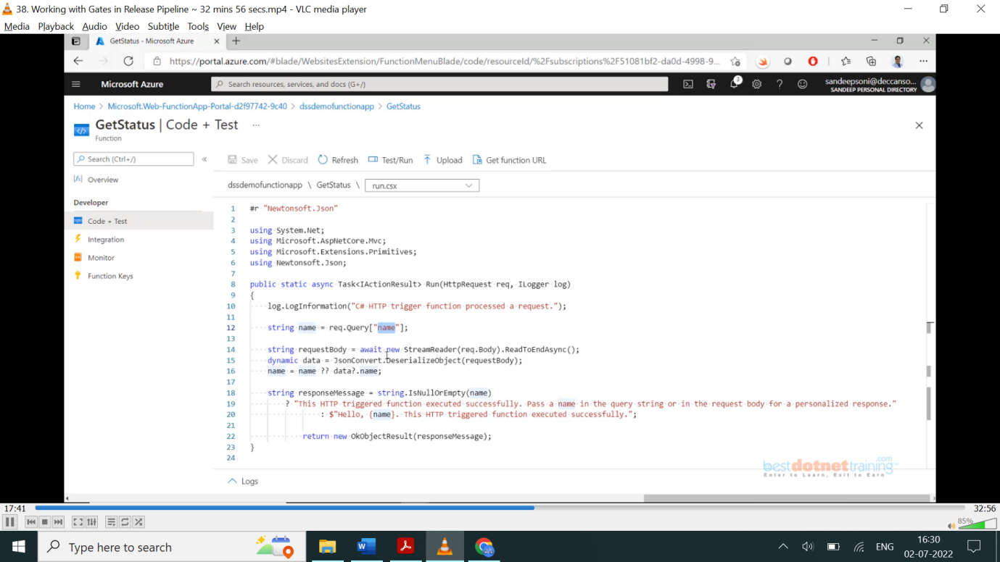 38. Working with Gates in Release Pipeline ~ 32 mins 56 secs.mp4 - VLC media player
Media Playback Audio Video Subtitle Tools View Help
GetStatus - Microsoft Azure
https://portal.azure.com/#blade/WebsitesExtension/FunctionMenuBlade/code/resourceId/%2Fsubscriptions%2F51081bf2-da0d-4998-9...
Microsoft Azure
Search resources, services, and docs (G+/)
3
sandeepsoni@deccanso...
SANDEEP PERSONAL DIRECTORY
Home > Microsoft.Web-FunctionApp-Portal-d2f97742-9c40 > dssdemofunctionapp > GetStatus
GetStatus | Code + Test ...
Function
Search (Ctrl+/) «
Save Discard Refresh Test/Run Upload Get function URL
Overview
Developer
Code + Test
Integration
Monitor
Function Keys
dssdemofunctionapp \ GetStatus \ run.csx
1 #r "Newtonsoft.Json"
2
3 using System.Net;
4 using Microsoft.AspNetCore.Mvc;
5 using Microsoft.Extensions.Primitives;
6 using Newtonsoft.Json;
7
8 public static async Task<IActionResult> Run(HttpRequest req, ILogger log)
9 {
10 log.LogInformation("C# HTTP trigger function processed a request.");
11
12 string name = req.Query["name"];
13
14 string requestBody = await new StreamReader(req.Body).ReadToEndAsync();
15 dynamic data = JsonConvert.DeserializeObject(requestBody);
16 name = name ?? data?.name;
17
18 string responseMessage = string.IsNullOrEmpty(name)
19 ? "This HTTP triggered function executed successfully. Pass a name in the query string or in the request body for a personalized response."
20 : $"Hello, {name}. This HTTP triggered function executed successfully.";
21
22 return new OkObjectResult(responseMessage);
23 }
24
bestdotnettraining.com
Enter to Learn, Exit to Earn
Logs
17:41 32:56
85%
Type here to search
ENG
16:30
02-07-2022